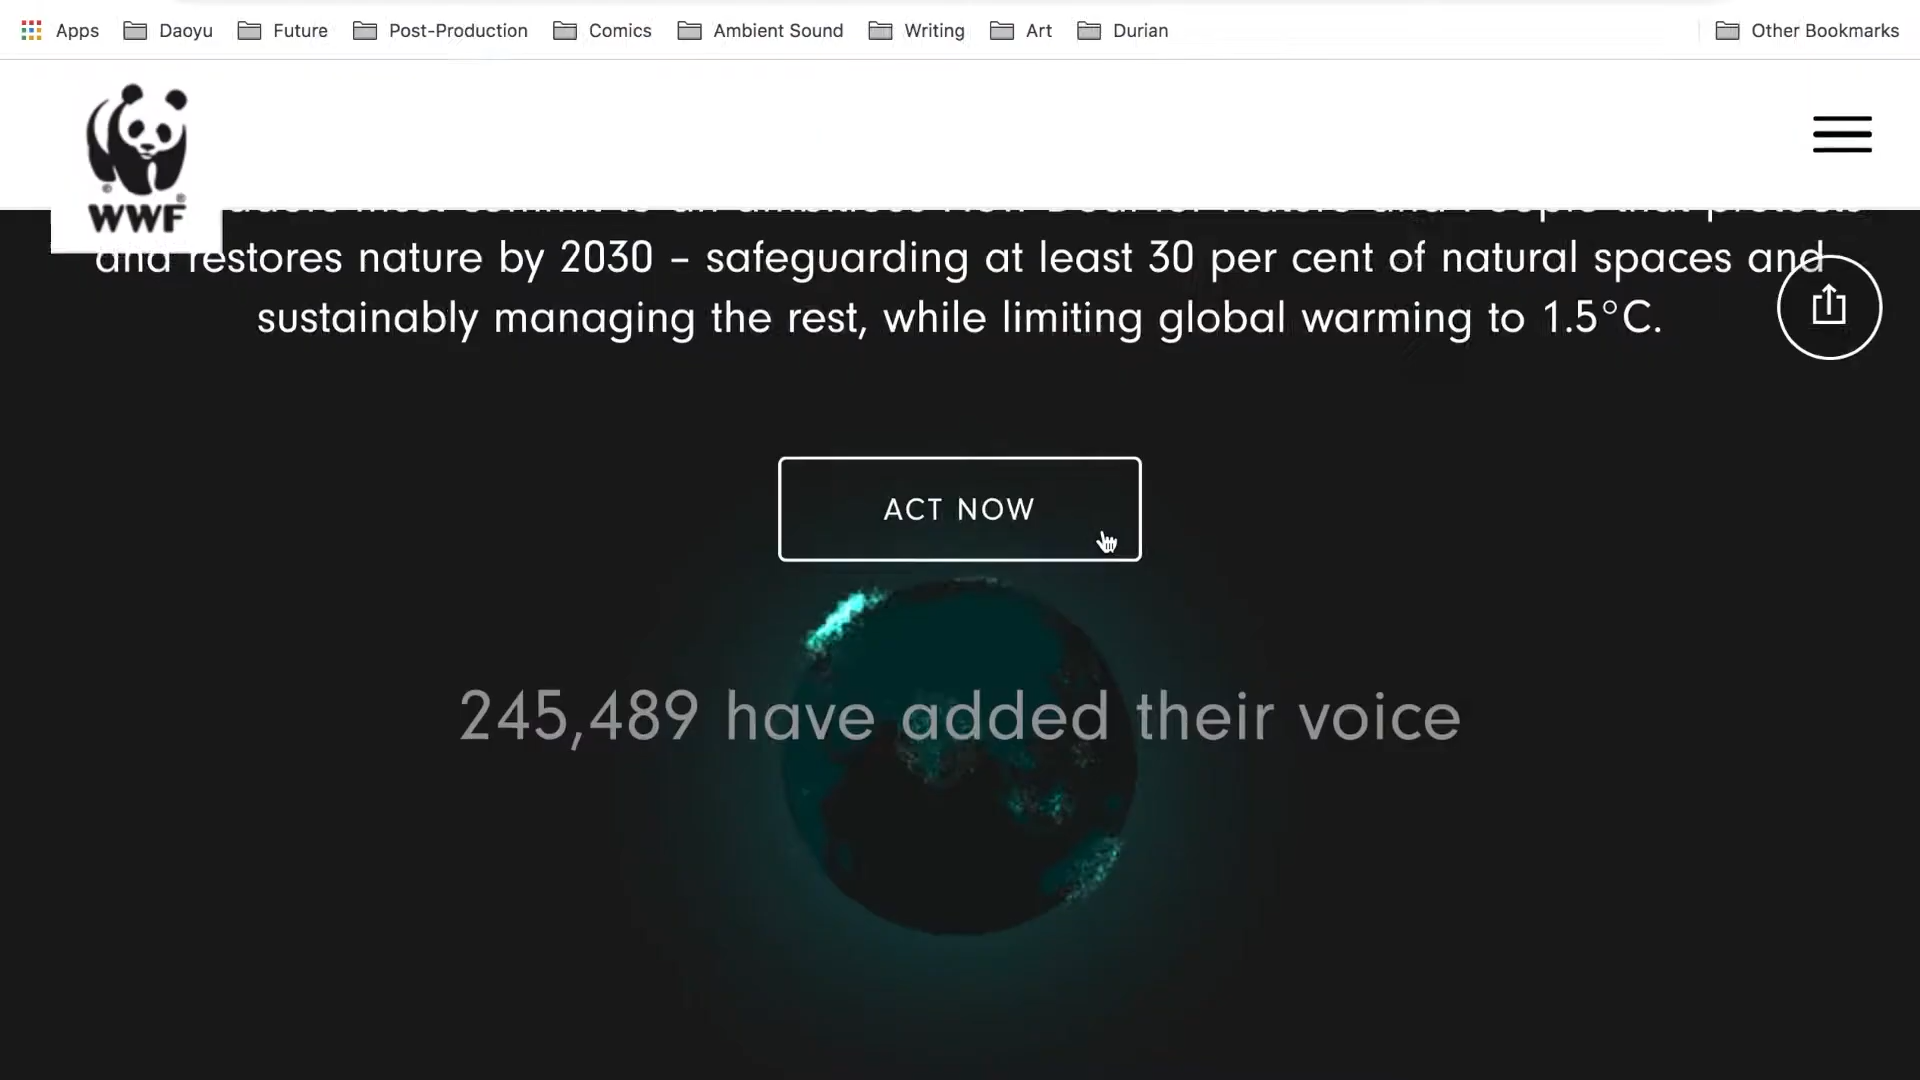 Apps Daoyu Future Post-Production Comics Ambient Sound Writing Art Durian Other Bookmarks
WWF
and restores nature by 2030 – safeguarding at least 30 per cent of natural spaces and
sustainably managing the rest, while limiting global warming to 1.5°C.
ACT NOW
245,489 have added their voice